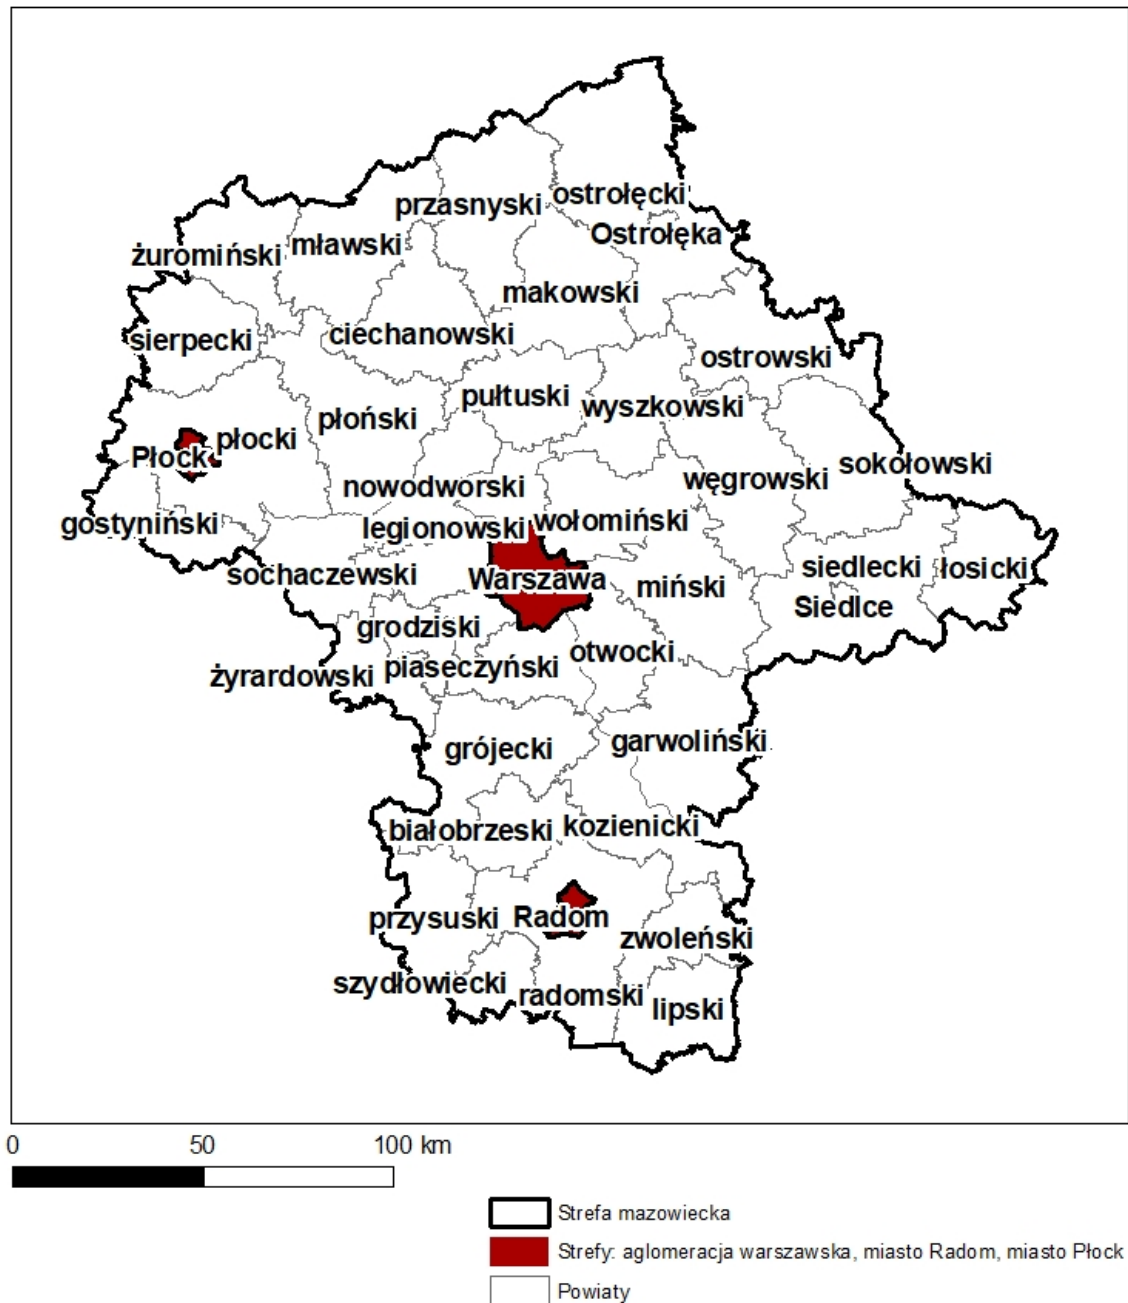 ostrołęcki
przasnyski
Ostrołęka
mławski
żuromiński
makowski
ciechanowski
sierpecki
ostrowski
pułtuski
wyszkowski
płoński
płocki
Płock
sokołowski
węgrowski
nowodworski
gostyniński
legionowski
wołomiński
sochaczewski
Warszawa
miński
siedlecki
łosicki
Siedlce
grodziski
otwocki
piaseczyński
żyrardowski
grójecki
garwoliński
białobrzeski
kozienicki
przysuski
Radom
zwoleński
szydłowiecki
radomski
lipski
0 50 100 km
Strefa mazowiecka
Strefy: aglomeracja warszawska, miasto Radom, miasto Płock
Powiaty